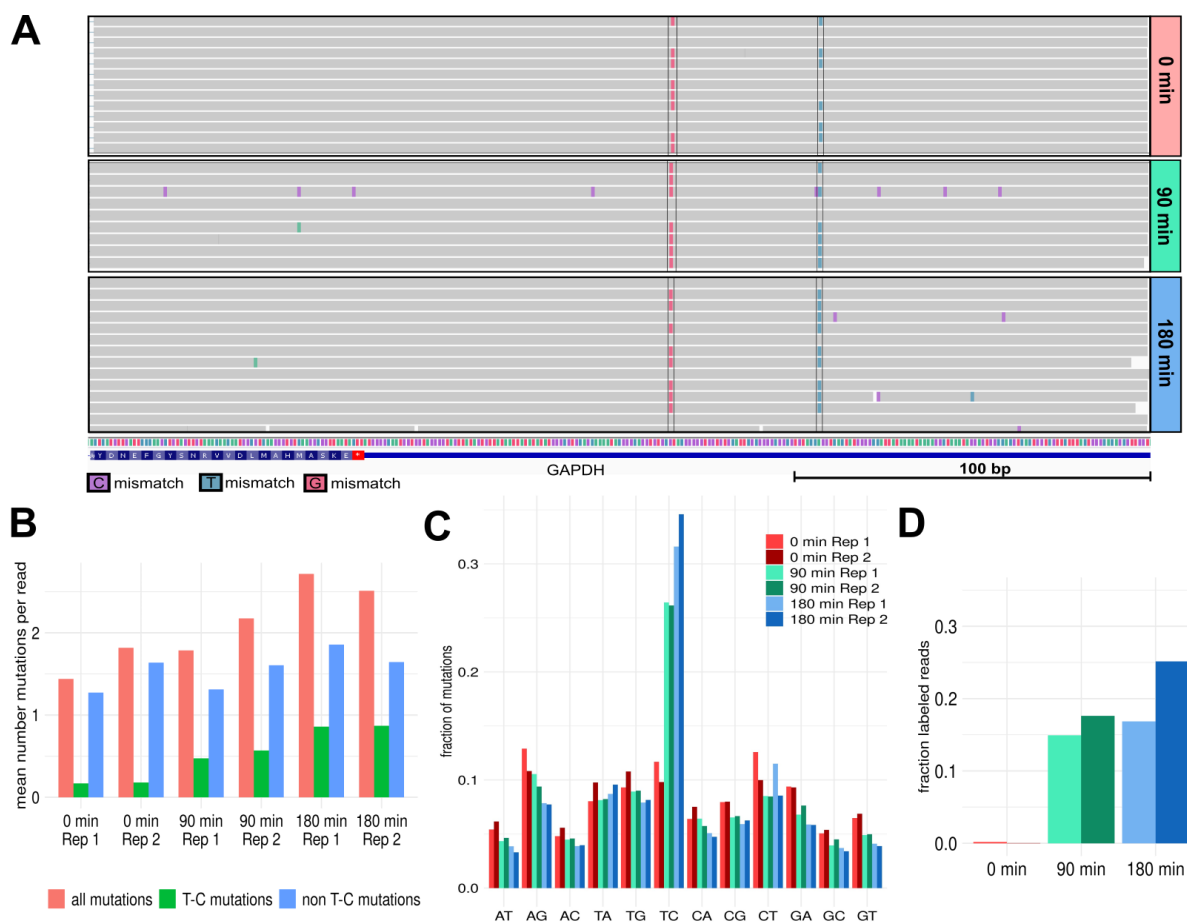 A
0 min
90 min
180 min
Y D N E F G Y S N R V V D L M A H M A S K E *
GAPDH
100 bp
C mismatch T mismatch G mismatch
B
mean number mutations per read
2
1
0
0 min Rep 1
0 min Rep 2
90 min Rep 1
90 min Rep 2
180 min Rep 1
180 min Rep 2
all mutations T-C mutations non T-C mutations
C
fraction of mutations
0.3
0.2
0.1
0.0
0 min Rep 1
0 min Rep 2
90 min Rep 1
90 min Rep 2
180 min Rep 1
180 min Rep 2
AT AG AC TA TG TC CA CG CT GA GC GT
D
fraction labeled reads
0.3
0.2
0.1
0.0
0 min 90 min 180 min